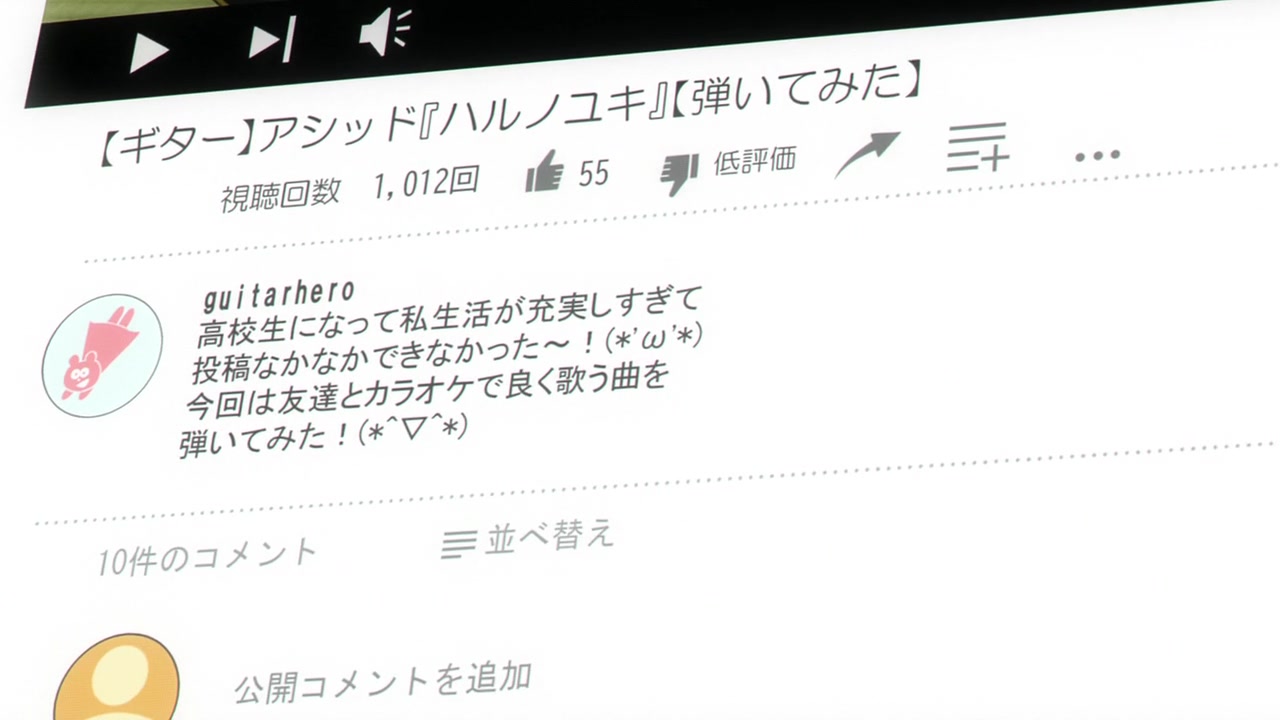 【ギター】アシッド『ハルノユキ』【弾いてみた】
視聴回数 1,012回 55 低評価
guitarhero
高校生になって私生活が充実しすぎて
投稿なかなかできなかった～！(*'ω'*)
今回は友達とカラオケで良く歌う曲を
弾いてみた！(*^▽^*)
10件のコメント 並べ替え
公開コメントを追加